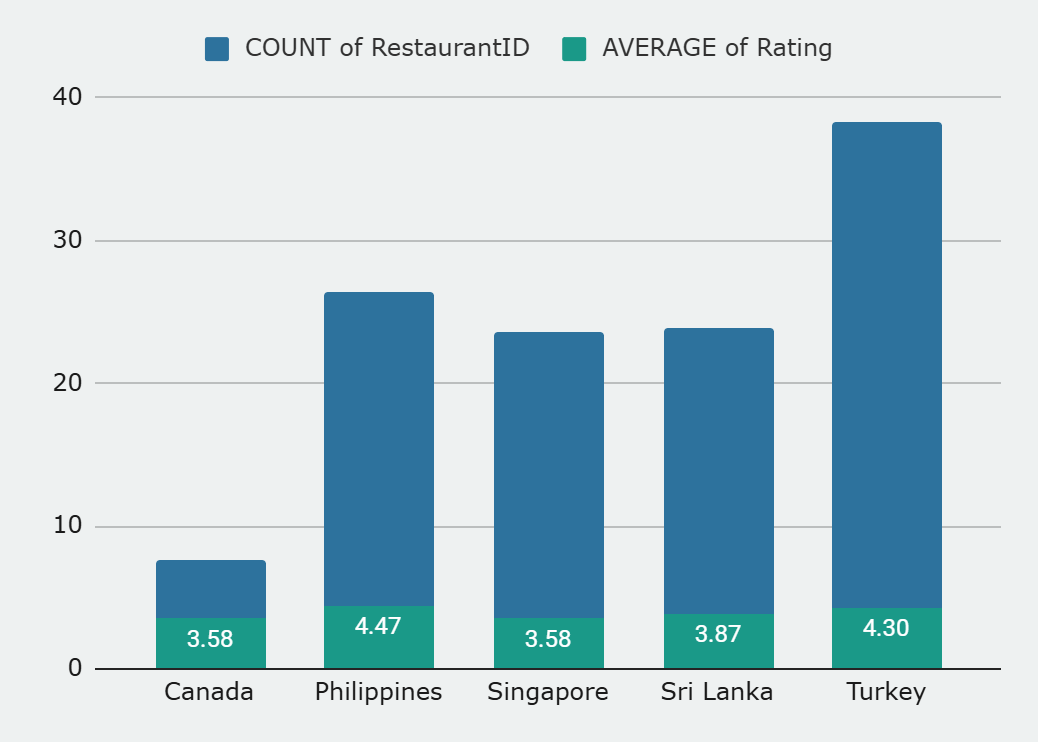 COUNT of RestaurantID AVERAGE of Rating
40
30
20
10
0
3.58 4.47 3.58 3.87 4.30
Canada Philippines Singapore Sri Lanka Turkey